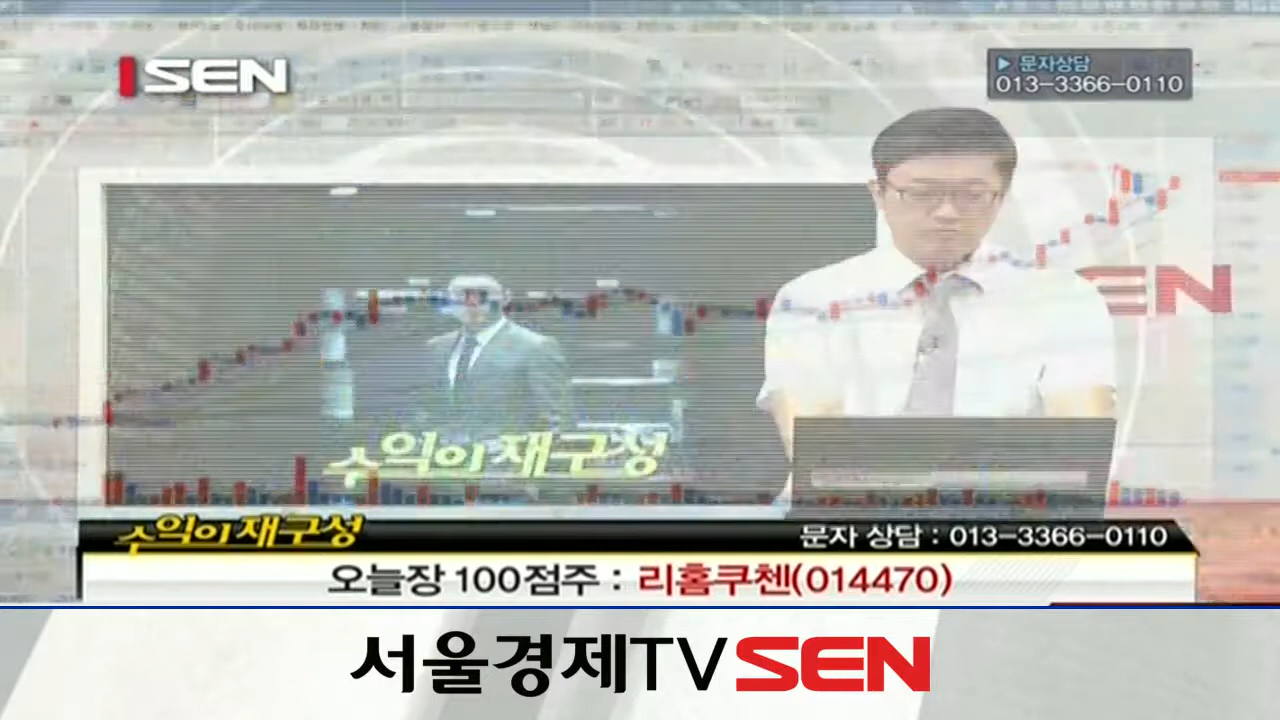 SEN
▶ 문자상담
013-3366-0110
SEN
수익의 재구성
수익의 재구성
문자 상담 : 013-3366-0110
오늘장 100점주 : 리홈쿠첸(014470)
서울경제TV SEN